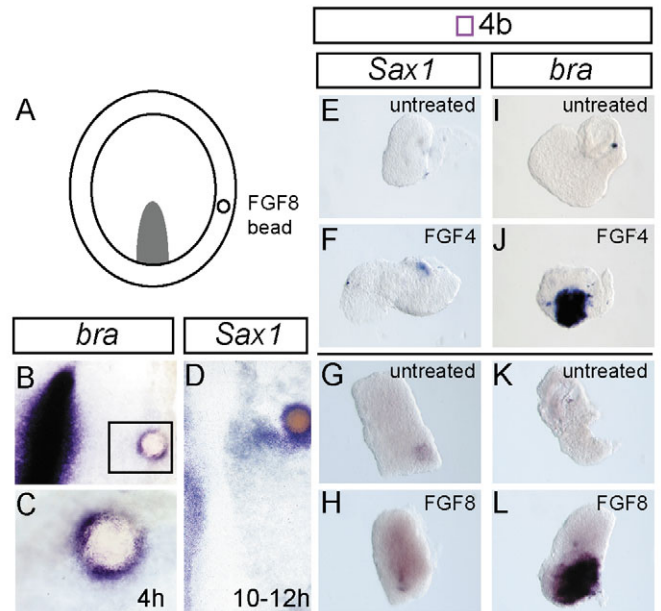 4b
Sax1
bra
A
FGF8
bead
E
untreated
I
untreated
F
FGF4
J
FGF4
bra
Sax1
B
D
C
4h
10-12h
G
untreated
K
untreated
H
FGF8
L
FGF8